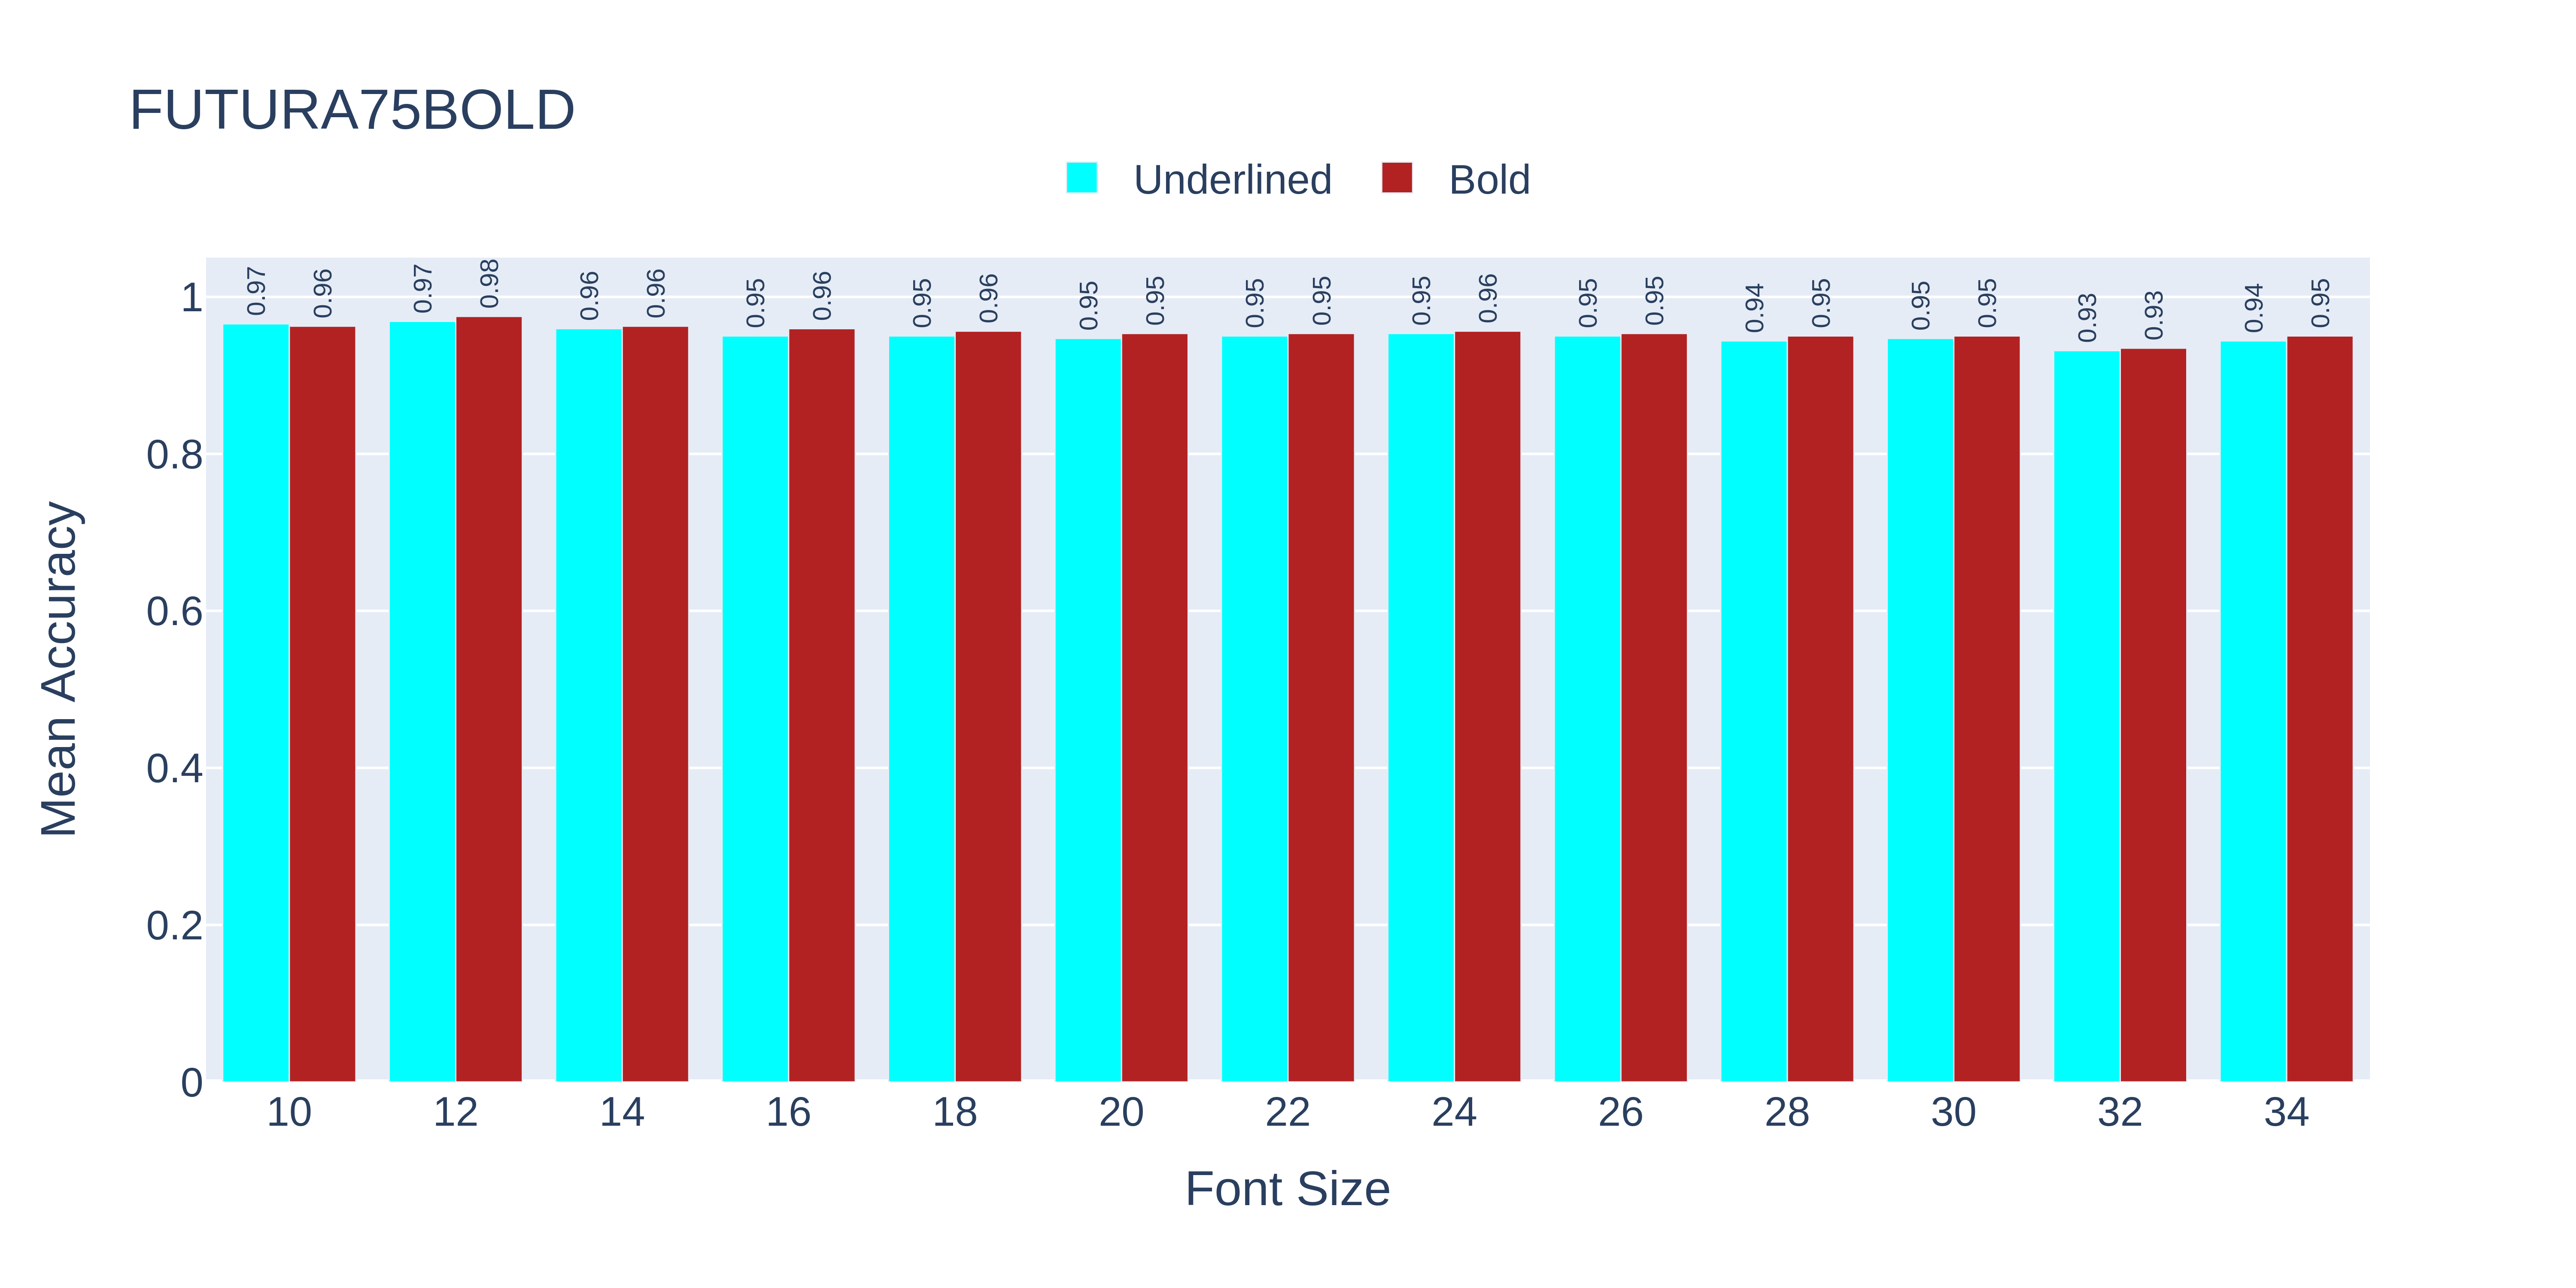 FUTURA75BOLD
Underlined Bold
0.97 0.96 0.97 0.98 0.96 0.96 0.95 0.96 0.95 0.96 0.95 0.95 0.95 0.95 0.95 0.96 0.95 0.95 0.94 0.95 0.95 0.95 0.93 0.93 0.94 0.95
1
0.8
0.6
0.4
0.2
0
Mean Accuracy
10 12 14 16 18 20 22 24 26 28 30 32 34
Font Size